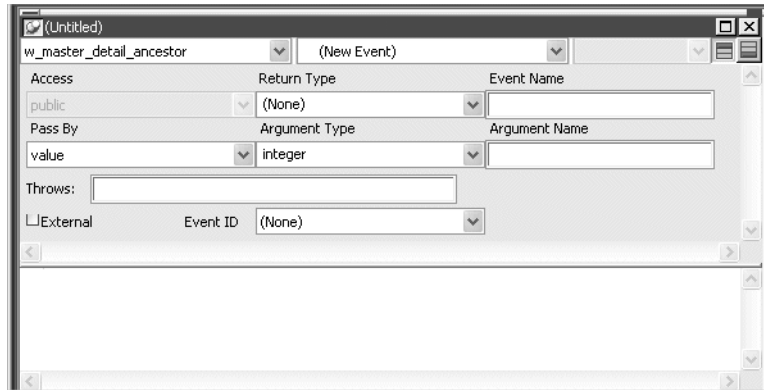 (Untitled)
w_master_detail_ancestor (New Event)
Access Return Type Event Name
public (None)
Pass By Argument Type Argument Name
value integer
Throws:
External Event ID (None)